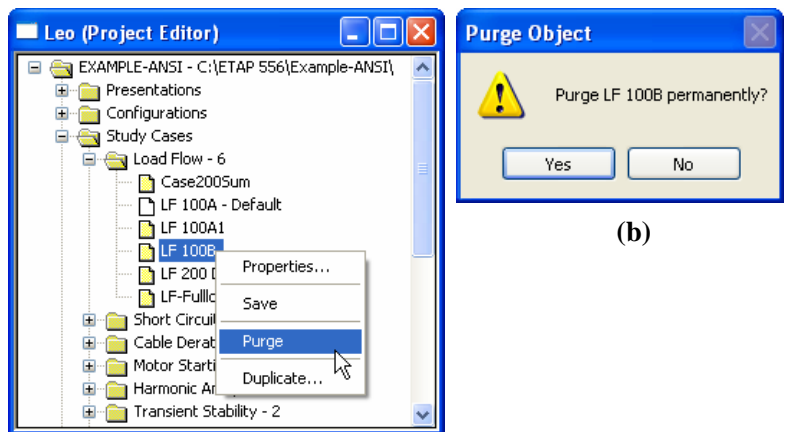 Leo (Project Editor)
EXAMPLE-ANSI - C:\ETAP 556\Example-ANSI\
Presentations
Configurations
Study Cases
Load Flow - 6
Case200Sum
LF 100A - Default
LF 100A1
LF 100B
LF 200 D
LF-Fulllo
Short Circuit
Cable Derat
Motor Starti
Harmonic An
Transient Stability - 2
Properties...
Save
Purge
Duplicate...
Purge Object
Purge LF 100B permanently?
Yes No
(b)